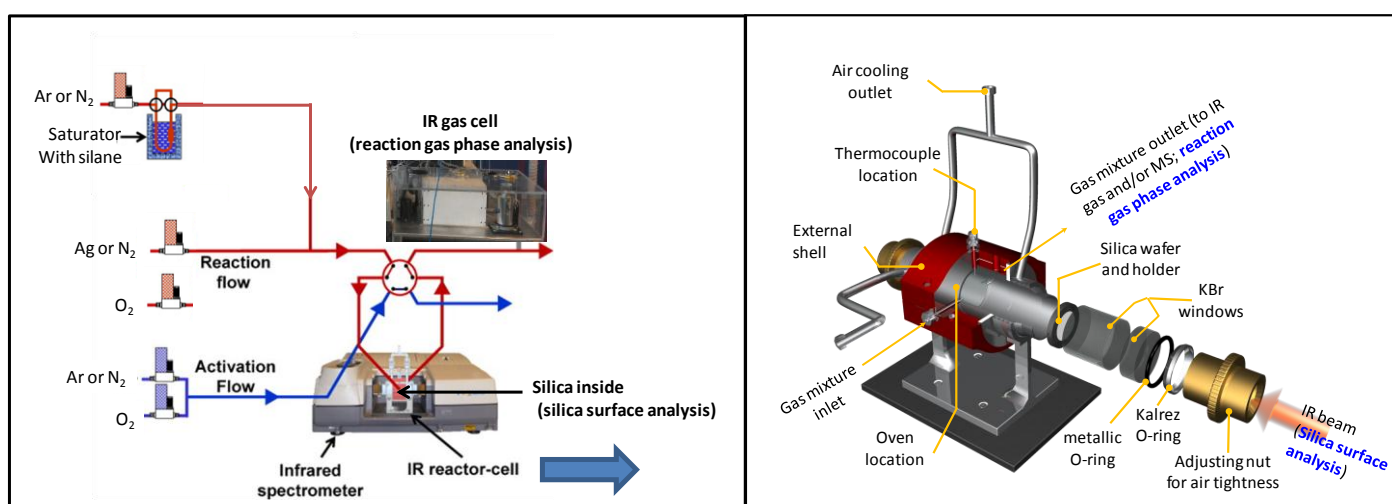 Ar or N2
Saturator
With silane
IR gas cell
(reaction gas phase analysis)
Ag or N2
Reaction
flow
O2
Ar or N2
Activation
Flow
O2
Silica inside
(silica surface analysis)
Infrared
spectrometer
IR reactor-cell
Air cooling
outlet
Thermocouple
location
Gas mixture outlet (to IR
gas and/or MS; reaction
gas phase analysis)
External
shell
Silica wafer
and holder
KBr
windows
Gas mixture
inlet
Oven
location
metallic
O-ring
Kalrez
O-ring
Adjusting nut
for air tightness
IR beam
(Silica surface
analysis)